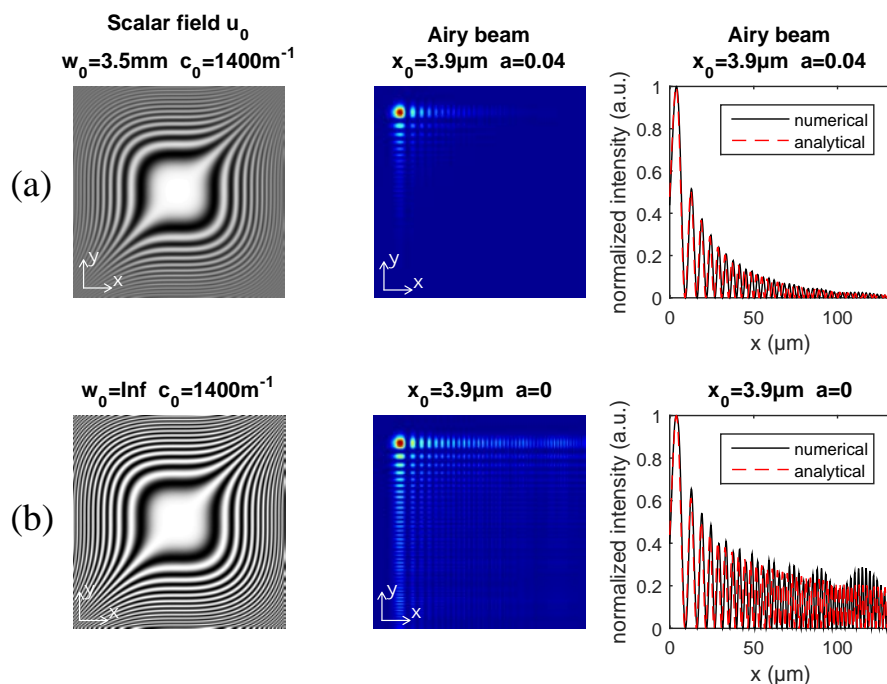 Scalar field u₀
w₀=3.5mm c₀=1400m⁻¹
Airy beam
x₀=3.9µm a=0.04
Airy beam
x₀=3.9µm a=0.04
(a)
y
x
y
x
normalized intensity (a.u.)
1
0.8
0.6
0.4
0.2
0
numerical
analytical
0
50
100
x (µm)
w₀=Inf c₀=1400m⁻¹
x₀=3.9µm a=0
x₀=3.9µm a=0
(b)
y
x
y
x
normalized intensity (a.u.)
1
0.8
0.6
0.4
0.2
0
numerical
analytical
0
50
100
x (µm)